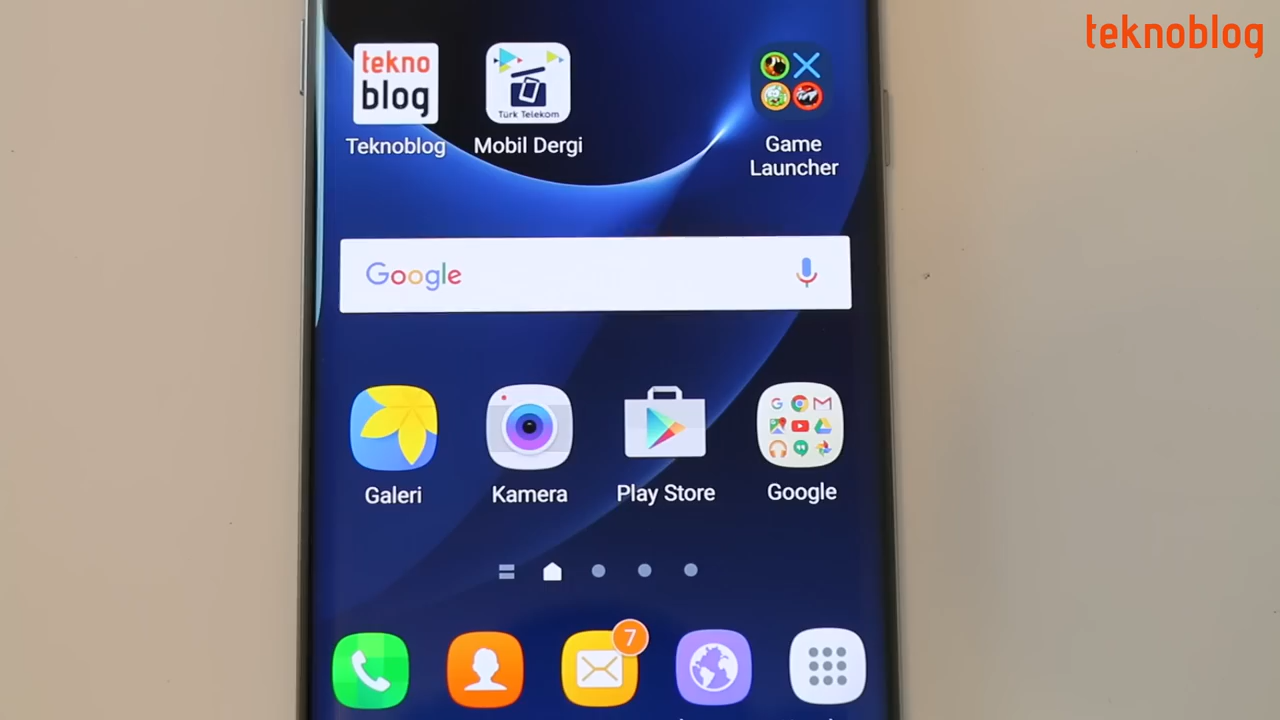 teknoblog
tekno
blog
Türk Telekom
Teknoblog
Mobil Dergi
Game
Launcher
Google
Galeri
Kamera
Play Store
Google
7